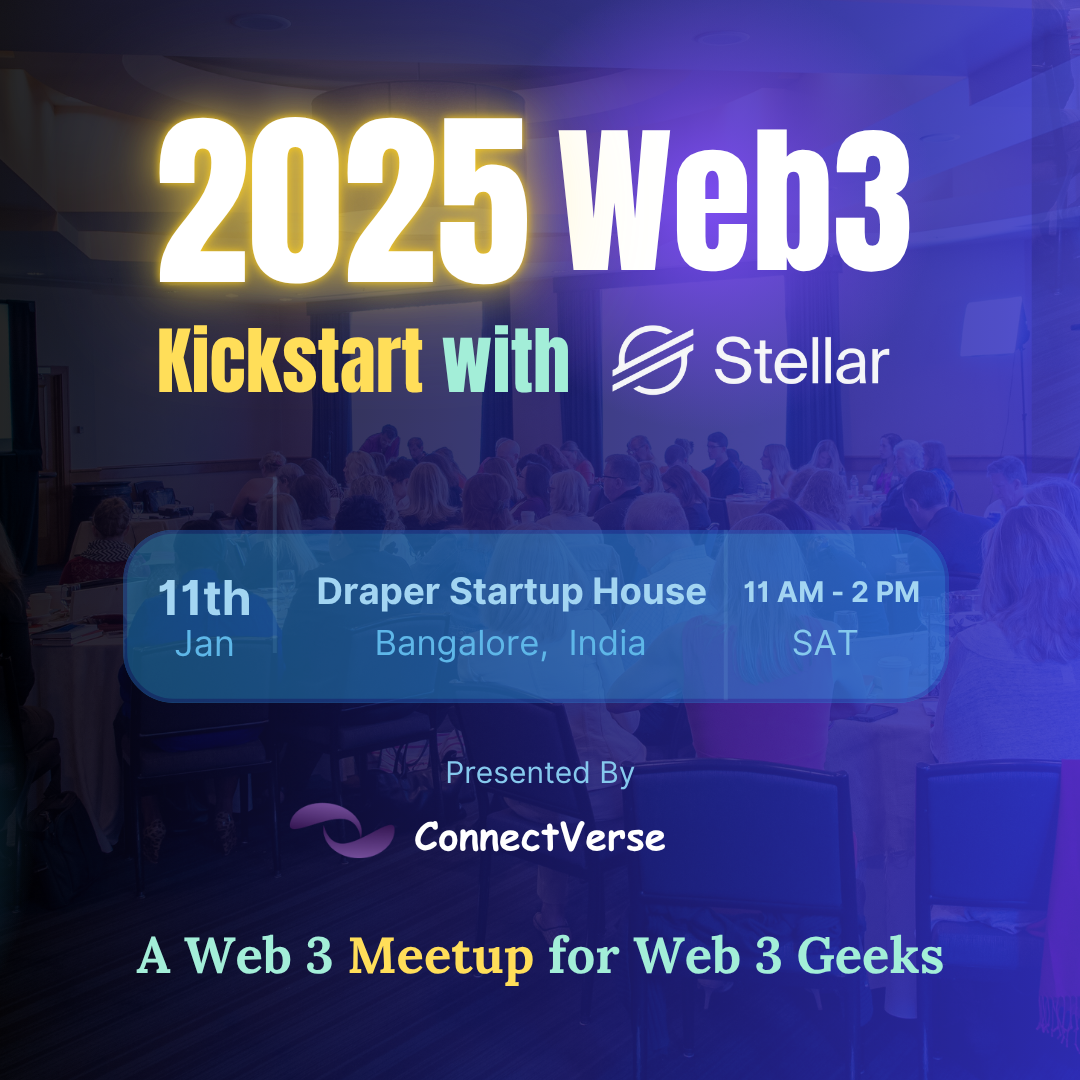 2025 Web3
Kickstart with Stellar
11th
Jan
Draper Startup House
Bangalore, India
11 AM - 2 PM
SAT
Presented By
ConnectVerse
A Web 3 Meetup for Web 3 Geeks